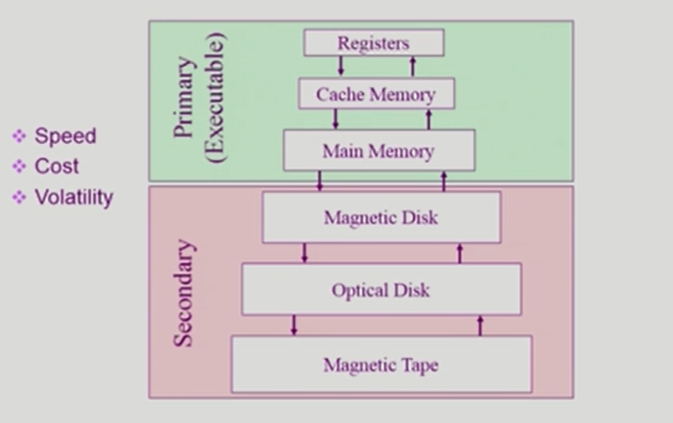 Speed
Cost
Volatility
Primary
(Executable)
Registers
Cache Memory
Main Memory
Secondary
Magnetic Disk
Optical Disk
Magnetic Tape